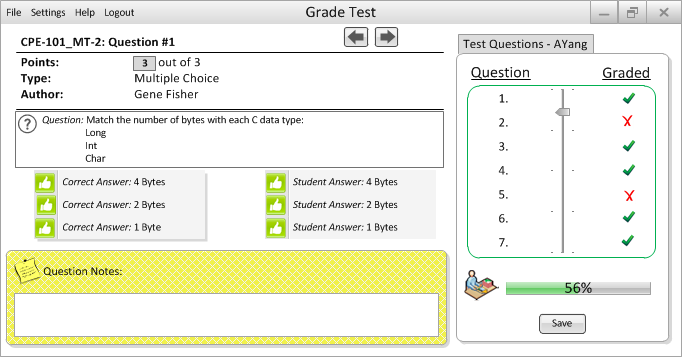 File Settings Help Logout
Grade Test
CPE-101_MT-2: Question #1
Points: 3 out of 3
Type: Multiple Choice
Author: Gene Fisher
Question: Match the number of bytes with each C data type:
Long
Int
Char
Correct Answer: 4 Bytes
Student Answer: 4 Bytes
Correct Answer: 2 Bytes
Student Answer: 2 Bytes
Correct Answer: 1 Byte
Student Answer: 1 Bytes
Question Notes:
Test Questions - AYang
Question Graded
1.
2.
3.
4.
5.
6.
7.
56%
Save